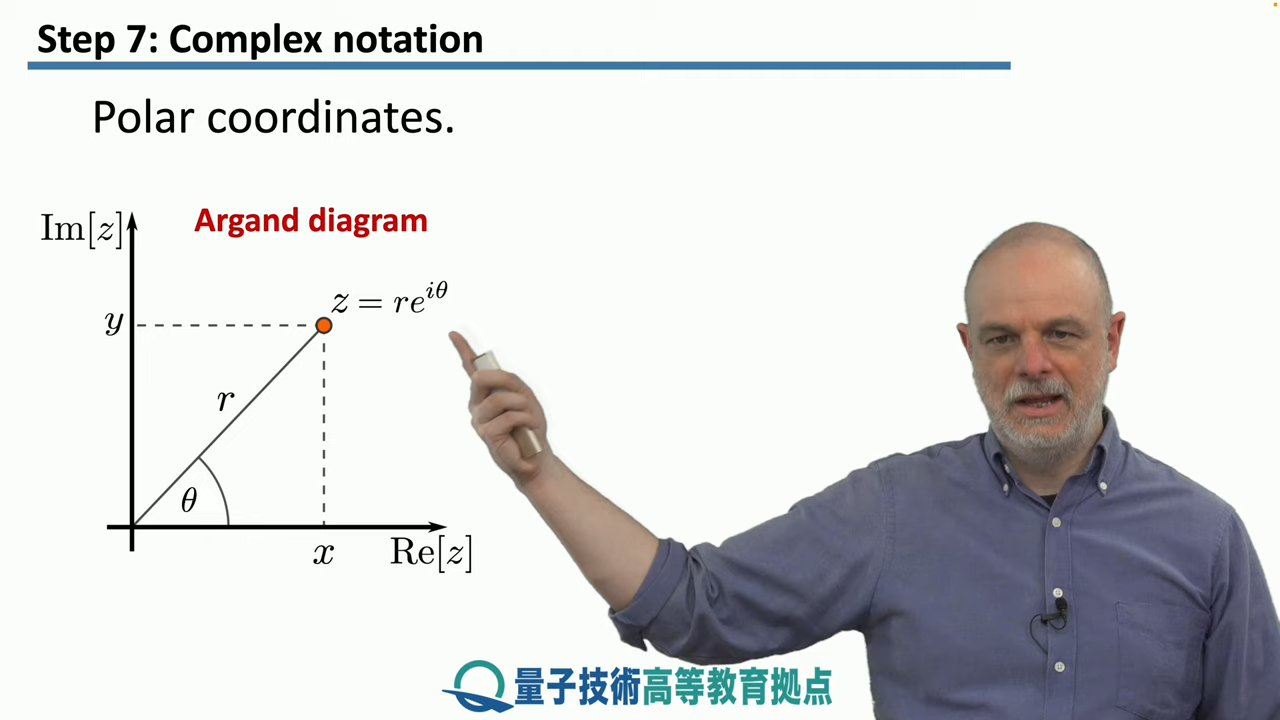 Step 7: Complex notation
Polar coordinates.
Argand diagram
Im[z]
z = re^{iθ}
y
r
θ
x
Re[z]
量子技術高等教育拠点